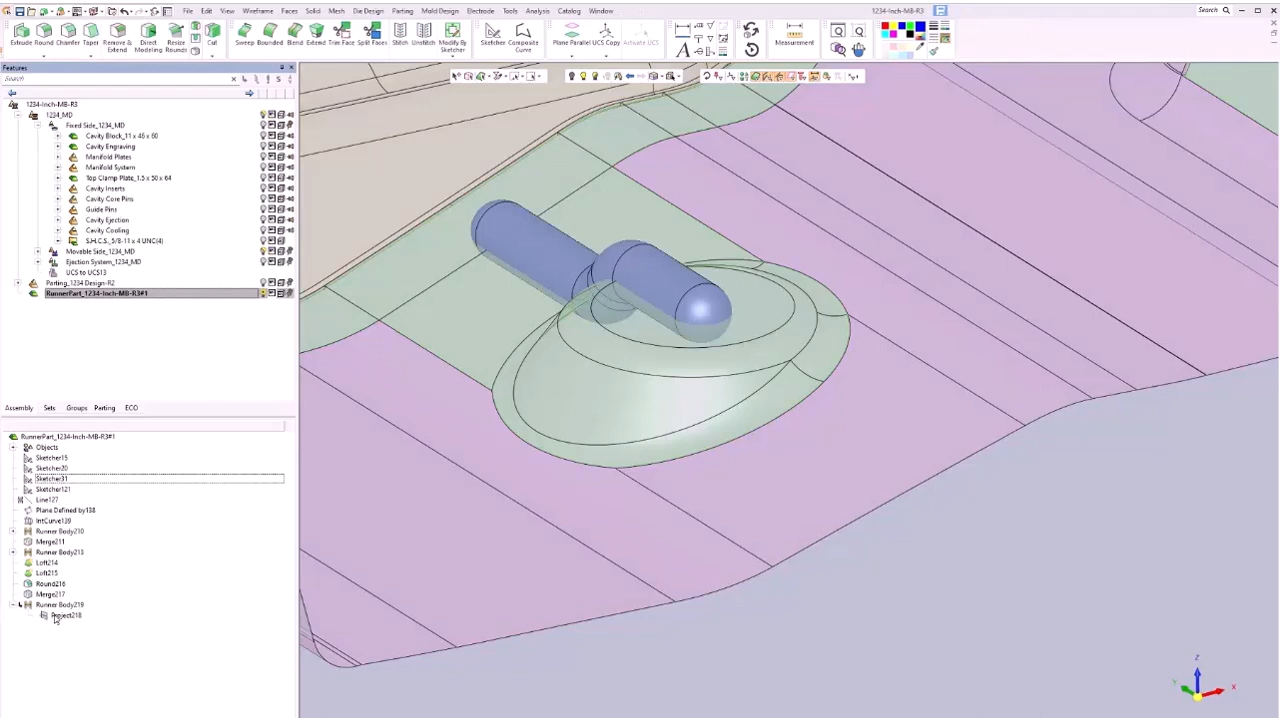 File Edit View Wireframe Faces Solid Mesh Die Design Parting Mold Design Electrode Tools Analysis Catalog Window
1234-Inch-MB-R3
Search
Extrude Round Chamfer Taper Remove & Extend Direct Modeling Resize Rounds Cut Sweep Bounded Blend Extend Trim Face Split Faces Stitch Unstitch Modify By Sketcher Sketcher Composite Curve Plane Parallel UCS Copy Activate UCS Measurement
Features
Search
1234-Inch-MB-R3
1234_MD
Fixed Side_1234_MD
Cavity Block_11 x 46 x 60
Cavity Engraving
Manifold Plates
Manifold System
Top Clamp Plate_1.5 x 50 x 64
Cavity Inserts
Cavity Core Pins
Guide Pins
Cavity Ejection
Cavity Cooling
S.H.C.S._5/8-11 x 4 UNC(4)
Movable Side_1234_MD
Ejection System_1234_MD
UCS to UCS13
Parting_1234 Design-R2
RunnerPart_1234-Inch-MB-R3#1
Assembly Sets Groups Parting ECO
RunnerPart_1234-Inch-MB-R3#1
Objects
Sketcher15
Sketcher20
Sketcher31
Sketcher121
Line127
Plane Defined by138
IntCurve139
Runner Body210
Merge211
Runner Body213
Loft214
Loft215
Round216
Merge217
Runner Body219
Project218
Z
Y
X